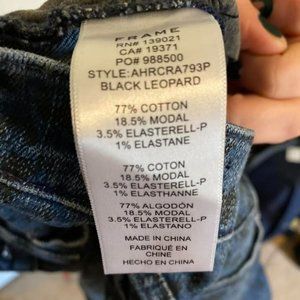 FRAME
RN# 139021
CA# 19371
PO# 988500
STYLE: AHRCRA793P
BLACK LEOPARD
77% COTTON
18.5% MODAL
3.5% ELASTERELL-P
1% ELASTANE
77% COTON
18.5% MODAL
3.5% ELASTERELL-P
1% ELASTHANNE
77% ALGODÓN
18.5% MODAL
3.5% ELASTERELL-P
1% ELASTANO
MADE IN CHINA
FABRIQUÉ EN
CHINE
HECHO EN CHINA